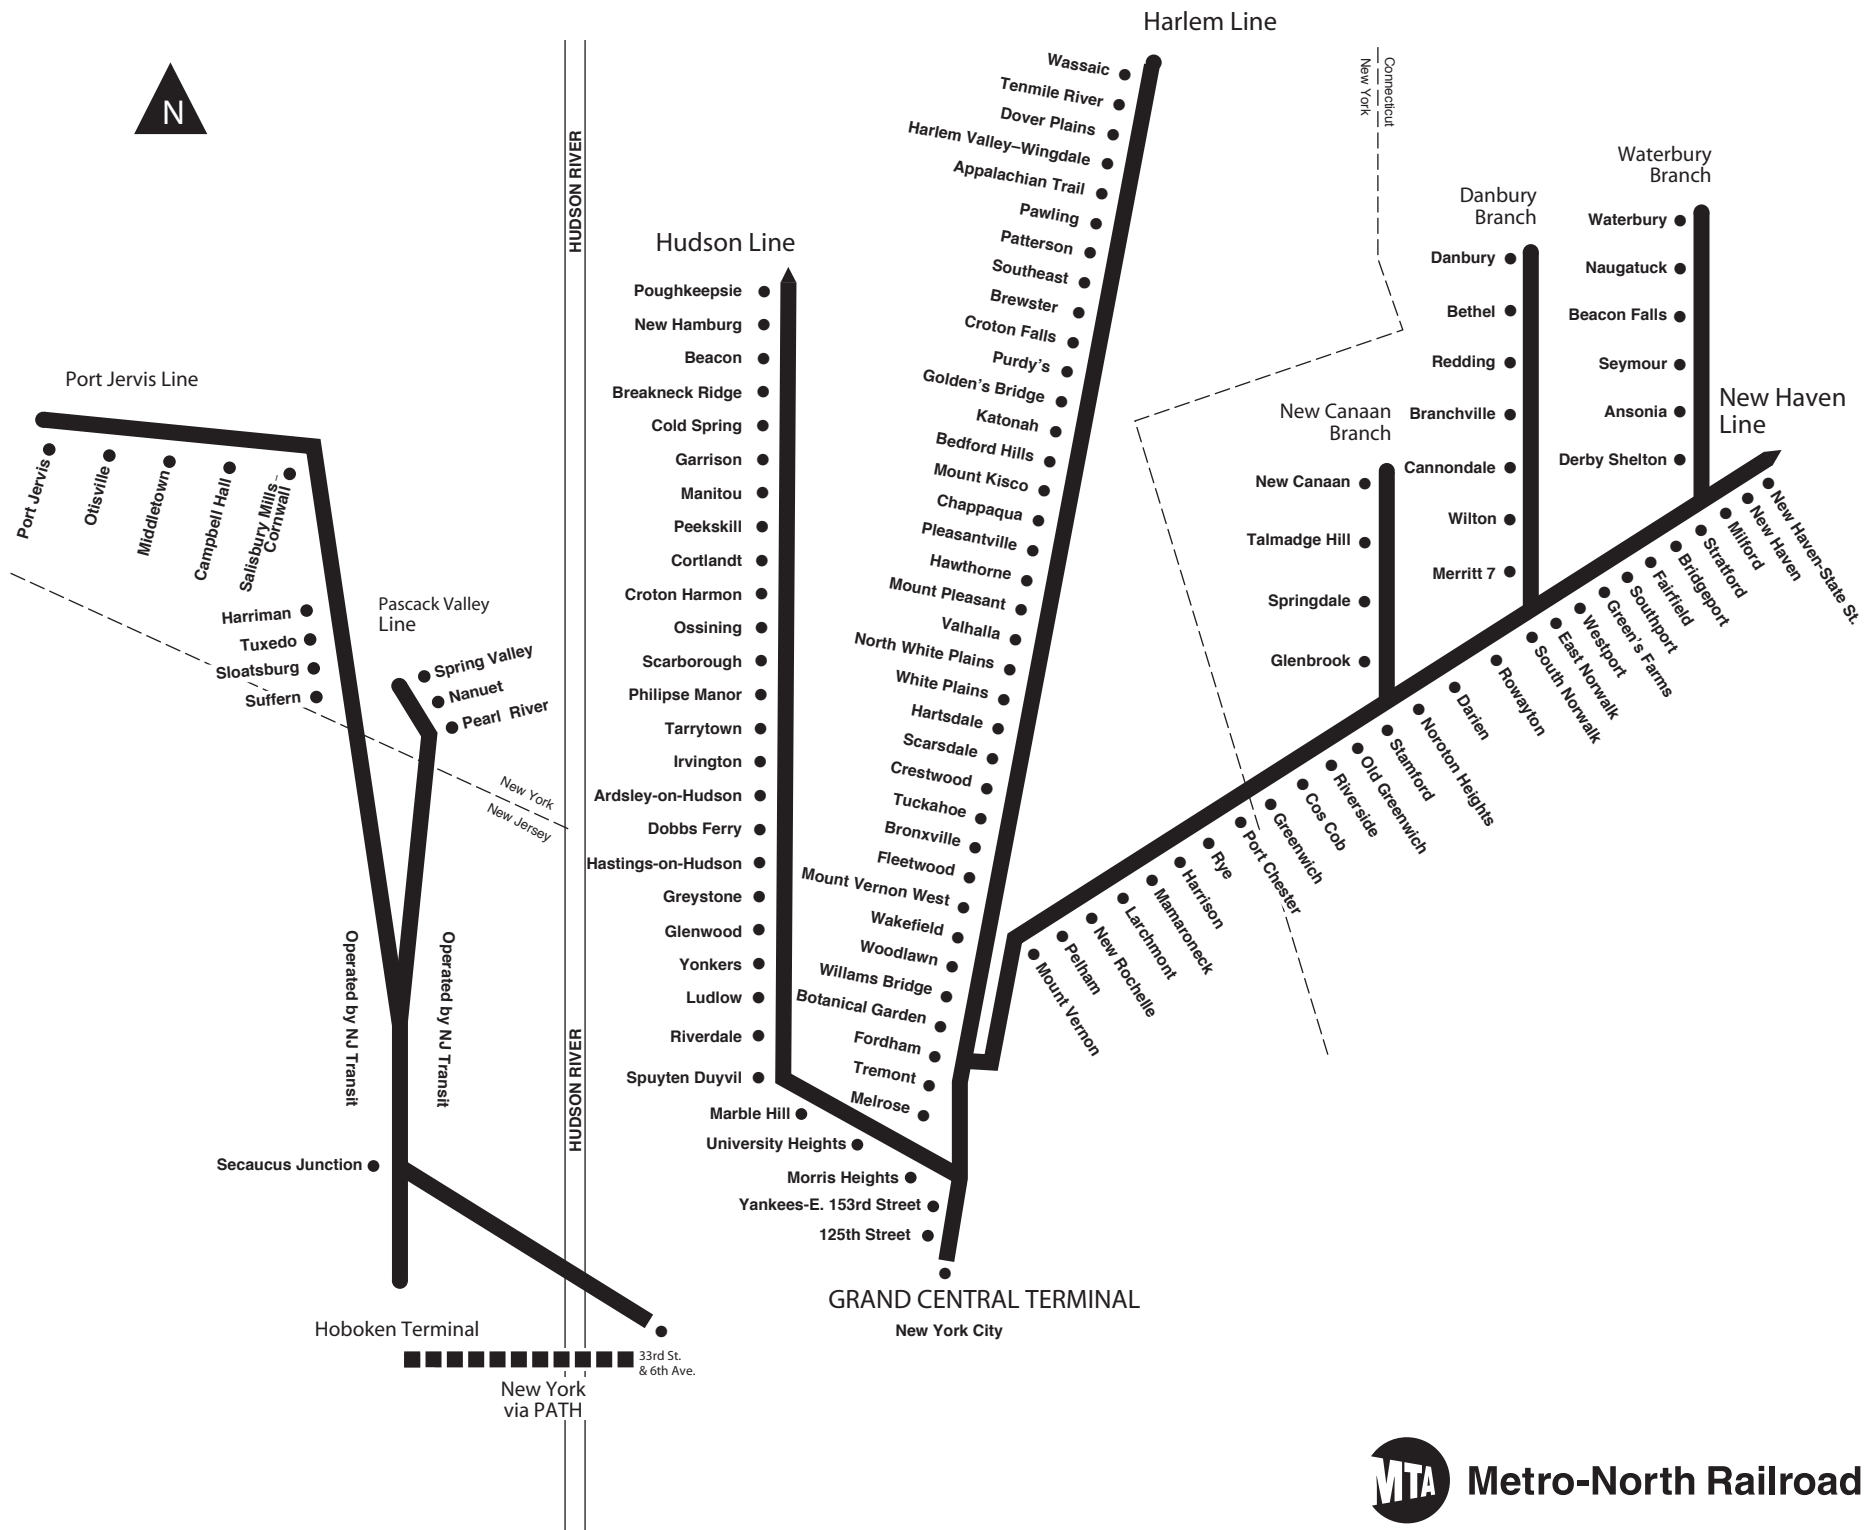 Harlem Line
Wassaic
Tenmile River
Dover Plains
Harlem Valley–Wingdale
Appalachian Trail
Pawling
Patterson
Southeast
Brewster
Croton Falls
Purdy's
Golden's Bridge
Katonah
Bedford Hills
Mount Kisco
Chappaqua
Pleasantville
Hawthorne
Mount Pleasant
Valhalla
North White Plains
White Plains
Hartsdale
Scarsdale
Crestwood
Tuckahoe
Bronxville
Fleetwood
Mount Vernon West
Wakefield
Woodlawn
Willams Bridge
Botanical Garden
Fordham
Tremont
Melrose
N
HUDSON RIVER
HUDSON RIVER
Connecticut
New York
Hudson Line
Poughkeepsie
New Hamburg
Beacon
Breakneck Ridge
Cold Spring
Garrison
Manitou
Peekskill
Cortlandt
Croton Harmon
Ossining
Scarborough
Philipse Manor
Tarrytown
Irvington
Ardsley-on-Hudson
Dobbs Ferry
Hastings-on-Hudson
Greystone
Glenwood
Yonkers
Ludlow
Riverdale
Spuyten Duyvil
Marble Hill
University Heights
Morris Heights
Yankees-E. 153rd Street
125th Street
GRAND CENTRAL TERMINAL
New York City
Port Jervis Line
Port Jervis
Otisville
Middletown
Campbell Hall
Salisbury Mills-
Cornwall
Harriman
Tuxedo
Sloatsburg
Suffern
Pascack Valley
Line
Spring Valley
Nanuet
Pearl River
New York
New Jersey
Operated by NJ Transit
Operated by NJ Transit
Secaucus Junction
Hoboken Terminal
33rd St.
& 6th Ave.
New York
via PATH
Waterbury
Branch
Waterbury
Naugatuck
Beacon Falls
Seymour
Ansonia
Derby Shelton
Danbury
Branch
Danbury
Bethel
Redding
Branchville
Cannondale
Wilton
Merritt 7
New Canaan
Branch
New Canaan
Talmadge Hill
Springdale
Glenbrook
New Haven
Line
New Haven-State St.
New Haven
Milford
Stratford
Bridgeport
Fairfield
Southport
Green's Farms
Westport
East Norwalk
South Norwalk
Rowayton
Darien
Noroton Heights
Stamford
Old Greenwich
Riverside
Cos Cob
Greenwich
Port Chester
Rye
Harrison
Mamaroneck
Larchmont
New Rochelle
Pelham
Mount Vernon
MTA Metro-North Railroad